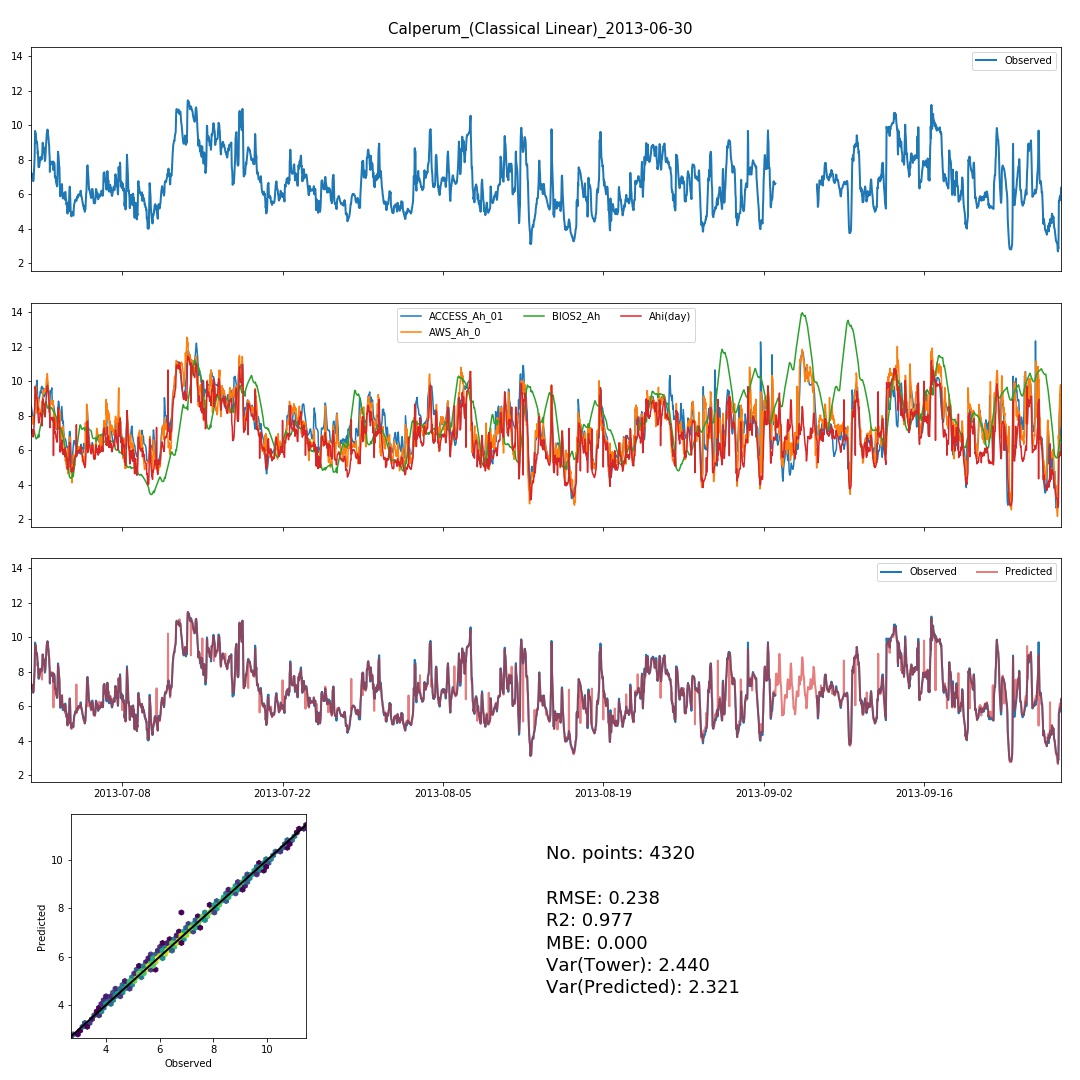 Calperum_(Classical Linear)_2013-06-30
14
12
10
8
6
4
2
Observed
14
12
10
8
6
4
2
ACCESS_Ah_01 BIOS2_Ah Ahi(day)
AWS_Ah_0
14
12
10
8
6
4
2
Observed Predicted
2013-07-08 2013-07-22 2013-08-05 2013-08-19 2013-09-02 2013-09-16
10
8
6
4
Predicted
4 6 8 10
Observed
No. points: 4320
RMSE: 0.238
R2: 0.977
MBE: 0.000
Var(Tower): 2.440
Var(Predicted): 2.321